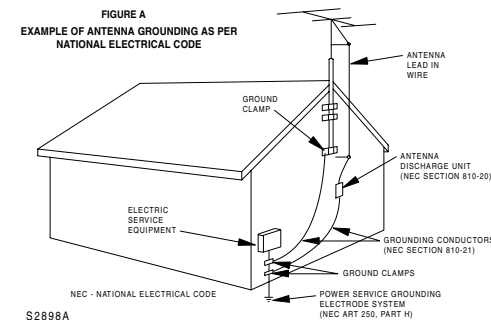 FIGURE A
EXAMPLE OF ANTENNA GROUNDING AS PER
NATIONAL ELECTRICAL CODE
ANTENNA
LEAD IN
WIRE
GROUND
CLAMP
ANTENNA
DISCHARGE UNIT
(NEC SECTION 810-20)
ELECTRIC
SERVICE
EQUIPMENT
GROUNDING CONDUCTORS
(NEC SECTION 810-21)
GROUND CLAMPS
NEC - NATIONAL ELECTRICAL CODE
POWER SERVICE GROUNDING
ELECTRODE SYSTEM
(NEC ART 250, PART H)
S2898A